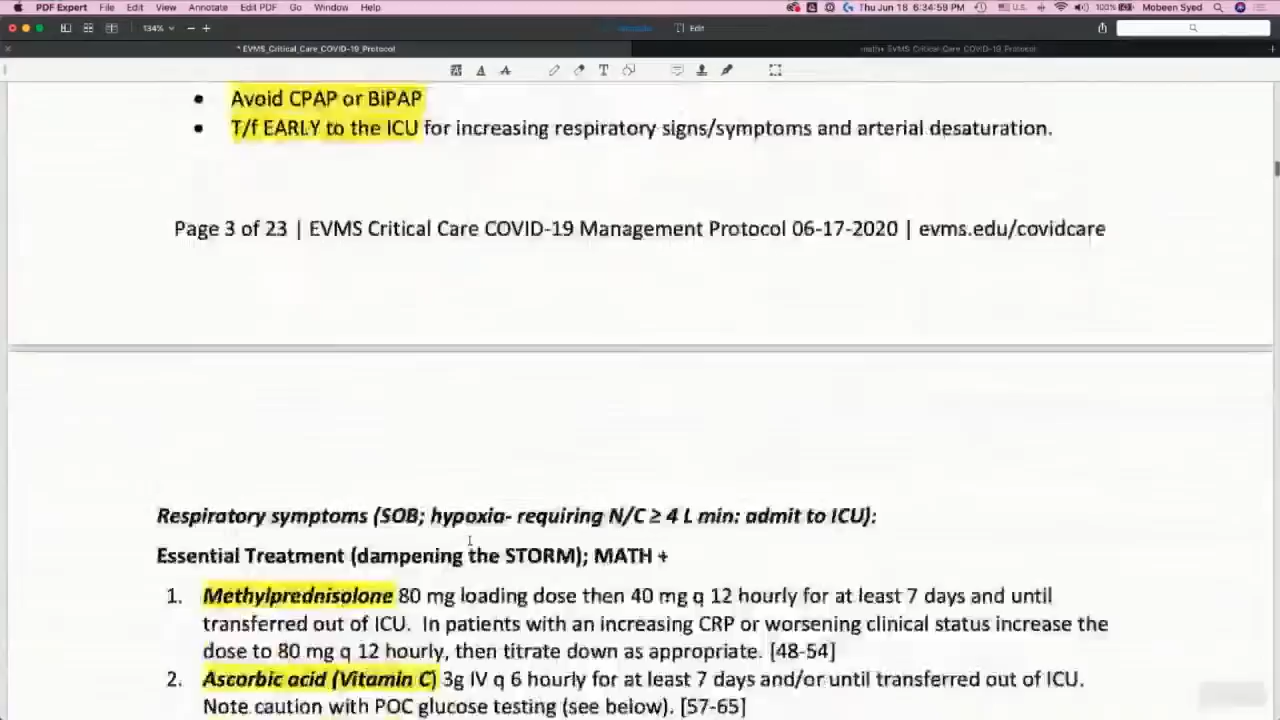 PDF Expert File Edit View Annotate Edit PDF Go Window Help Thu Jun 18 6:34:59 PM U.S. 100% Mobeen Syed
134% Edit
* EVMS_Critical_Care_COVID-19_Protocol math+ EVMS_Critical_Care_COVID-19_Protocol
• Avoid CPAP or BiPAP
• T/f EARLY to the ICU for increasing respiratory signs/symptoms and arterial desaturation.
Page 3 of 23 | EVMS Critical Care COVID-19 Management Protocol 06-17-2020 | evms.edu/covidcare
Respiratory symptoms (SOB; hypoxia- requiring N/C ≥ 4 L min: admit to ICU):
Essential Treatment (dampening the STORM); MATH +
1. Methylprednisolone 80 mg loading dose then 40 mg q 12 hourly for at least 7 days and until
transferred out of ICU. In patients with an increasing CRP or worsening clinical status increase the
dose to 80 mg q 12 hourly, then titrate down as appropriate. [48-54]
2. Ascorbic acid (Vitamin C) 3g IV q 6 hourly for at least 7 days and/or until transferred out of ICU.
Note caution with POC glucose testing (see below). [57-65]